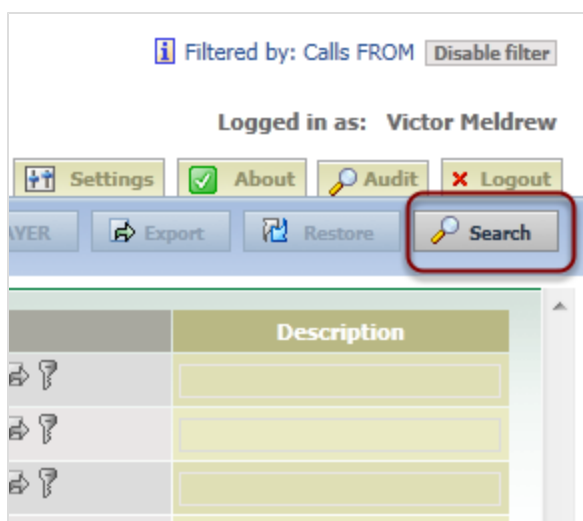 Filtered by: Calls FROM Disable filter
Logged in as: Victor Meldrew
Settings About Audit Logout
Export Restore Search
Description